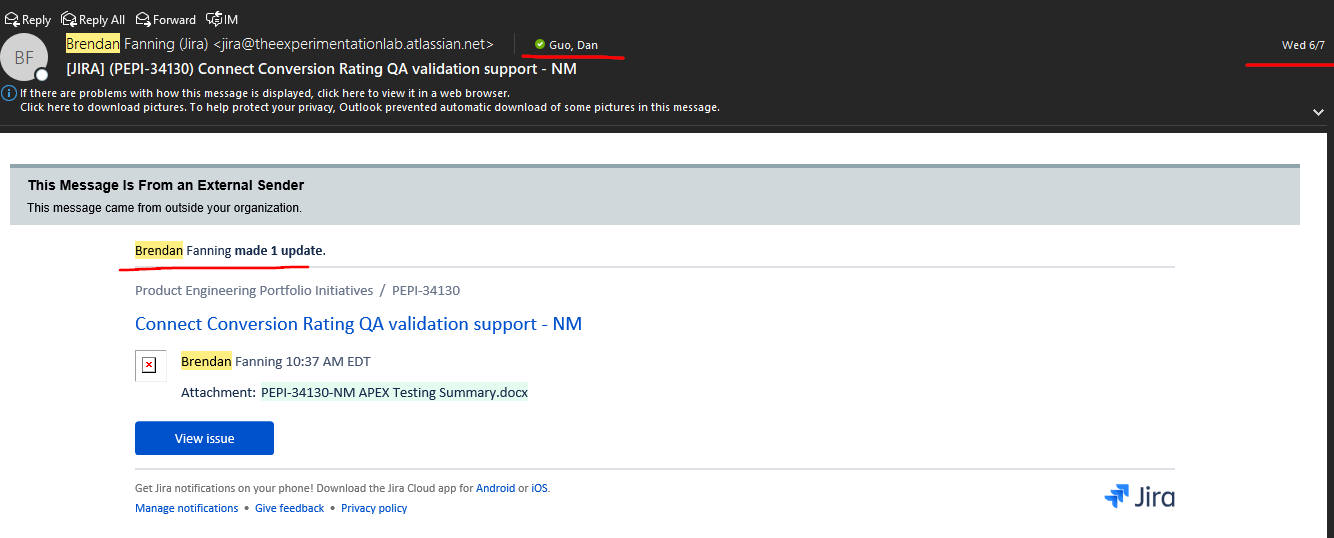 Reply Reply All Forward IM
BF
Brendan Fanning (Jira) <jira@theexperimentationlab.atlassian.net> Guo, Dan Wed 6/7
[JIRA] (PEPI-34130) Connect Conversion Rating QA validation support - NM
If there are problems with how this message is displayed, click here to view it in a web browser.
Click here to download pictures. To help protect your privacy, Outlook prevented automatic download of some pictures in this message.
This Message Is From an External Sender
This message came from outside your organization.
Brendan Fanning made 1 update.
Product Engineering Portfolio Initiatives / PEPI-34130
Connect Conversion Rating QA validation support - NM
Brendan Fanning 10:37 AM EDT
Attachment: PEPI-34130-NM APEX Testing Summary.docx
View issue
Get Jira notifications on your phone! Download the Jira Cloud app for Android or iOS.
Manage notifications • Give feedback • Privacy policy
Jira